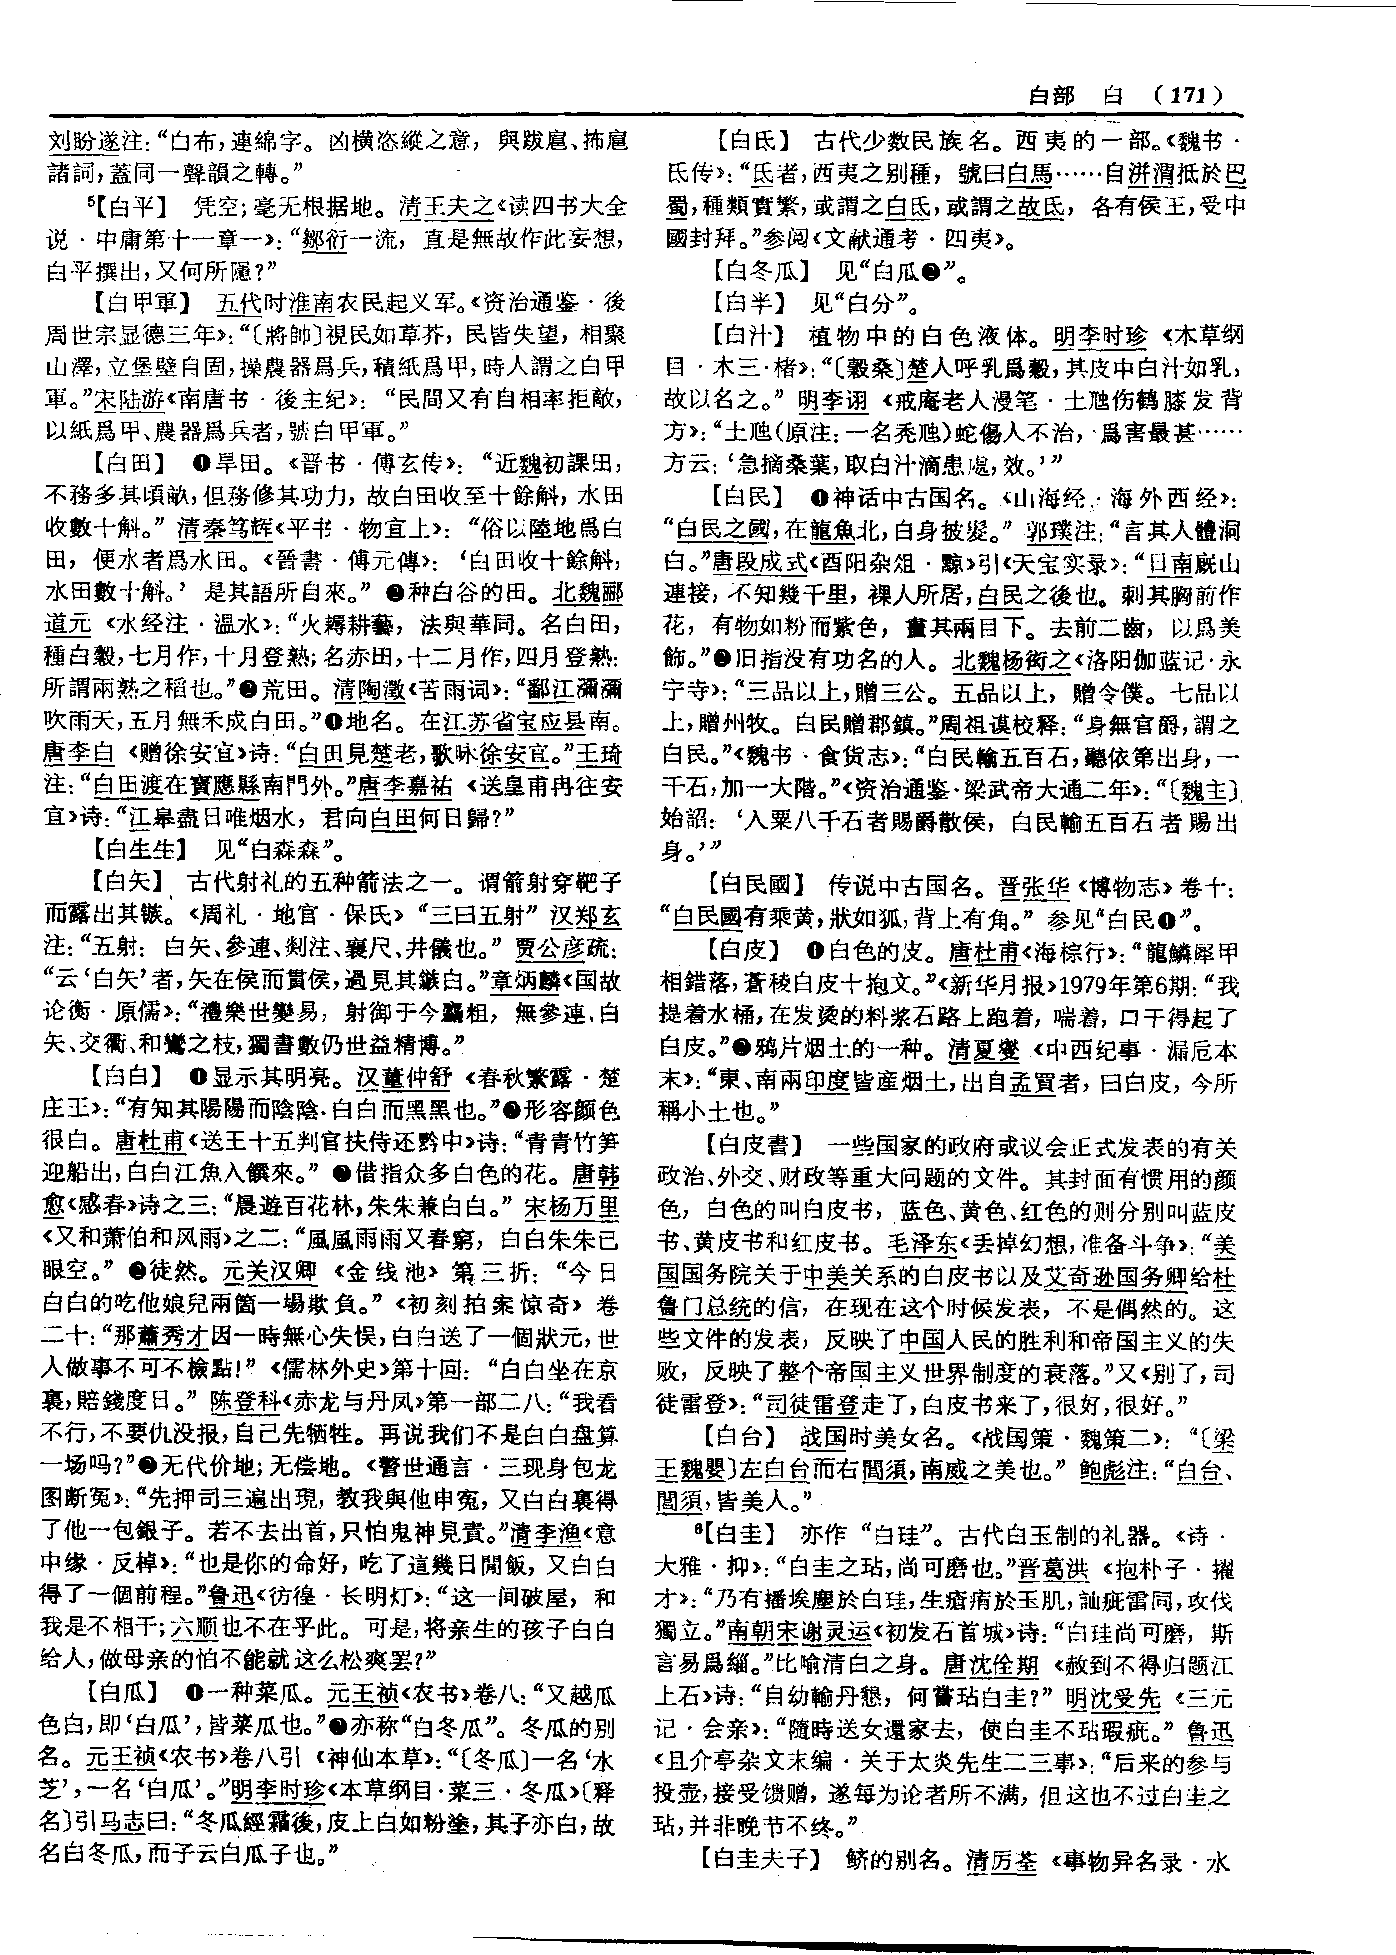 白部　白　（171）
刘盼遂注：“白布，連綿字。凶横恣縱之意，與跋扈、抪扈
諸詞，蓋同一聲韻之轉。”
⁵【白平】　凭空；毫无根据地。清王夫之《读四书大全
说·中庸第十一章一》：“鄒衍一流，直是無故作此妄想，
白平撰出，又何所隱？”
【白甲軍】　五代时淮南农民起义军。《资治通鉴·後
周世宗显德三年》：“〔將帥〕視民如草芥，民皆失望，相聚
山澤，立堡壁自固，操農器爲兵，積紙爲甲，時人謂之白甲
軍。”宋陆游《南唐书·後主纪》：“民間又有自相率拒敵，
以紙爲甲、農器爲兵者，號白甲軍。”
【白田】　❶旱田。《晋书·傅玄传》：“近魏初課田，
不務多其頃畝，但務修其功力，故白田收至十餘斛，水田
收數十斛。”清秦笃辉《平书·物宜上》：“俗以陸地爲白
田，便水者爲水田。《晉書·傅元傳》：‘白田收十餘斛，
水田數十斛。’是其語所自來。”❷种白谷的田。北魏郦
道元《水经注·温水》：“火耨耕藝，法與華同。名白田，
種白穀，七月作，十月登熟；名赤田，十二月作，四月登熟：
所謂兩熟之稻也。”❸荒田。清陶澂《苦雨词》：“鄱江瀰瀰
吹雨天，五月無禾成白田。”❹地名。在江苏省宝应县南。
唐李白《赠徐安宜》诗：“白田見楚老，歌咏徐安宜。”王琦
注：“白田渡在寶應縣南門外。”唐李嘉祐《送皇甫冉往安
宜》诗：“江皋盡日唯烟水，君向白田何日歸？”
【白生生】　见“白森森”。
【白矢】　古代射礼的五种箭法之一。谓箭射穿靶子
而露出其镞。《周礼·地官·保氏》“三曰五射”汉郑玄
注：“五射：白矢、參連、剡注、襄尺、井儀也。”贾公彦疏：
“云‘白矢’者，矢在侯而貫侯，過見其鏃白。”章炳麟《国故
论衡·原儒》：“禮樂世變易，射御于今麤粗，無參連、白
矢、交衢、和鸞之技，獨書數仍世益精博。”
【白白】　❶显示其明亮。汉董仲舒《春秋繁露·楚
庄王》：“有知其陽陽而陰陰，白白而黑黑也。”❷形容颜色
很白。唐杜甫《送王十五判官扶侍还黔中》诗：“青青竹笋
迎船出，白白江魚入饌來。”❸借指众多白色的花。唐韩
愈《感春》诗之三：“晨遊百花林，朱朱兼白白。”宋杨万里
《又和萧伯和风雨》之二：“風風雨雨又春窮，白白朱朱已
眼空。”❹徒然。元关汉卿《金线池》第三折：“今日
白白的吃他娘兒兩箇一場欺負。”《初刻拍案惊奇》卷
二十：“那蕭秀才因一時無心失悮，白白送了一個狀元，世
人做事不可不檢點！”《儒林外史》第十回：“白白坐在京
裏，賠錢度日。”陈登科《赤龙与丹凤》第一部二八：“我看
不行，不要仇没报，自己先牺牲。再说我们不是白白盘算
一场吗？”❺无代价地；无偿地。《警世通言·三现身包龙
图断冤》：“先押司三遍出現，教我與他申冤，又白白裏得
了他一包銀子。若不去出首，只怕鬼神見責。”清李渔《意
中缘·反棹》：“也是你的命好，吃了這幾日閒飯，又白白
得了一個前程。”鲁迅《彷徨·长明灯》：“这一间破屋，和
我是不相干；六顺也不在乎此。可是，将亲生的孩子白白
给人，做母亲的怕不能就这么松爽罢？”
【白瓜】　❶一种菜瓜。元王祯《农书》卷八：“又越瓜
色白，即‘白瓜’，皆菜瓜也。”❷亦称“白冬瓜”。冬瓜的别
名。元王祯《农书》卷八引《神仙本草》：“〔冬瓜〕一名‘水
芝’，一名‘白瓜’。”明李时珍《本草纲目·菜三·冬瓜》〔释
名〕引马志曰：“冬瓜經霜後，皮上白如粉塗，其子亦白，故
名白冬瓜，而子云白瓜子也。”
【白氐】　古代少数民族名。西夷的一部。《魏书·
氐传》：“氐者，西夷之别種，號曰白馬……自汧渭抵於巴
蜀，種類實繁，或謂之白氐，或謂之故氐，各有侯王，受中
國封拜。”参阅《文献通考·四夷》。
【白冬瓜】　见“白瓜❷”。
【白半】　见“白分”。
【白汁】　植物中的白色液体。明李时珍《本草纲
目·木三·楮》：“〔穀桑〕楚人呼乳爲穀，其皮中白汁如乳，
故以名之。”明李诩《戒庵老人漫笔·土虺伤鹤膝发背
方》：“土虺（原注：一名秃虺）蛇傷人不治，爲害最甚……
方云：‘急摘桑葉，取白汁滴患處，效。’”
【白民】　❶神话中古国名。《山海经·海外西经》：
“白民之國，在龍魚北，白身披髮。”郭璞注：“言其人體洞
白。”唐段成式《酉阳杂俎·黥》引《天宝实录》：“日南厩山
連接，不知幾千里，裸人所居，白民之後也。刺其胸前作
花，有物如粉而紫色，畫其兩目下。去前二齒，以爲美
飾。”❷旧指没有功名的人。北魏杨衒之《洛阳伽蓝记·永
宁寺》：“三品以上，贈三公。五品以上，贈令僕。七品以
上，贈州牧。白民贈郡鎮。”周祖谟校释：“身無官爵，謂之
白民。”《魏书·食货志》：“白民輸五百石，聽依第出身，一
千石，加一大階。”《资治通鉴·梁武帝大通二年》：“〔魏主〕
始詔：‘入粟八千石者賜爵散侯，白民輸五百石者賜出
身。’”
【白民國】　传说中古国名。晋张华《博物志》卷十：
“白民國有乘黄，狀如狐，背上有角。”参见“白民❶”。
【白皮】　❶白色的皮。唐杜甫《海棕行》：“龍鱗犀甲
相錯落，蒼稜白皮十抱文。”《新华月报》1979年第6期：“我
提着水桶，在发烫的料浆石路上跑着，喘着，口干得起了
白皮。”❷鸦片烟土的一种。清夏燮《中西纪事·漏卮本
末》：“東、南兩印度皆産烟土，出自孟買者，曰白皮，今所
稱小土也。”
【白皮書】　一些国家的政府或议会正式发表的有关
政治、外交、财政等重大问题的文件。其封面有惯用的颜
色，白色的叫白皮书，蓝色、黄色、红色的则分别叫蓝皮
书、黄皮书和红皮书。毛泽东《丢掉幻想，准备斗争》：“美
国国务院关于中美关系的白皮书以及艾奇逊国务卿给杜
鲁门总统的信，在现在这个时候发表，不是偶然的。这
些文件的发表，反映了中国人民的胜利和帝国主义的失
败，反映了整个帝国主义世界制度的衰落。”又《别了，司
徒雷登》：“司徒雷登走了，白皮书来了，很好，很好。”
【白台】　战国时美女名。《战国策·魏策二》：“〔梁
王魏嬰〕左白台而右閭須，南威之美也。”鲍彪注：“白台、
閭須，皆美人。”
⁶【白圭】　亦作“白珪”。古代白玉制的礼器。《诗·
大雅·抑》：“白圭之玷，尚可磨也。”晋葛洪《抱朴子·擢
才》：“乃有播埃塵於白珪，生瘡痏於玉肌，訕疵雷同，攻伐
獨立。”南朝宋谢灵运《初发石首城》诗：“白珪尚可磨，斯
言易爲緇。”比喻清白之身。唐沈佺期《赦到不得归题江
上石》诗：“自幼輸丹懇，何嘗玷白圭？”明沈受先《三元
记·会亲》：“隨時送女還家去，使白圭不玷瑕疵。”鲁迅
《且介亭杂文末编·关于太炎先生二三事》：“后来的参与
投壶，接受馈赠，遂每为论者所不满，但这也不过白圭之
玷，并非晚节不终。”
【白圭夫子】　鲚的别名。清厉荃《事物异名录·水